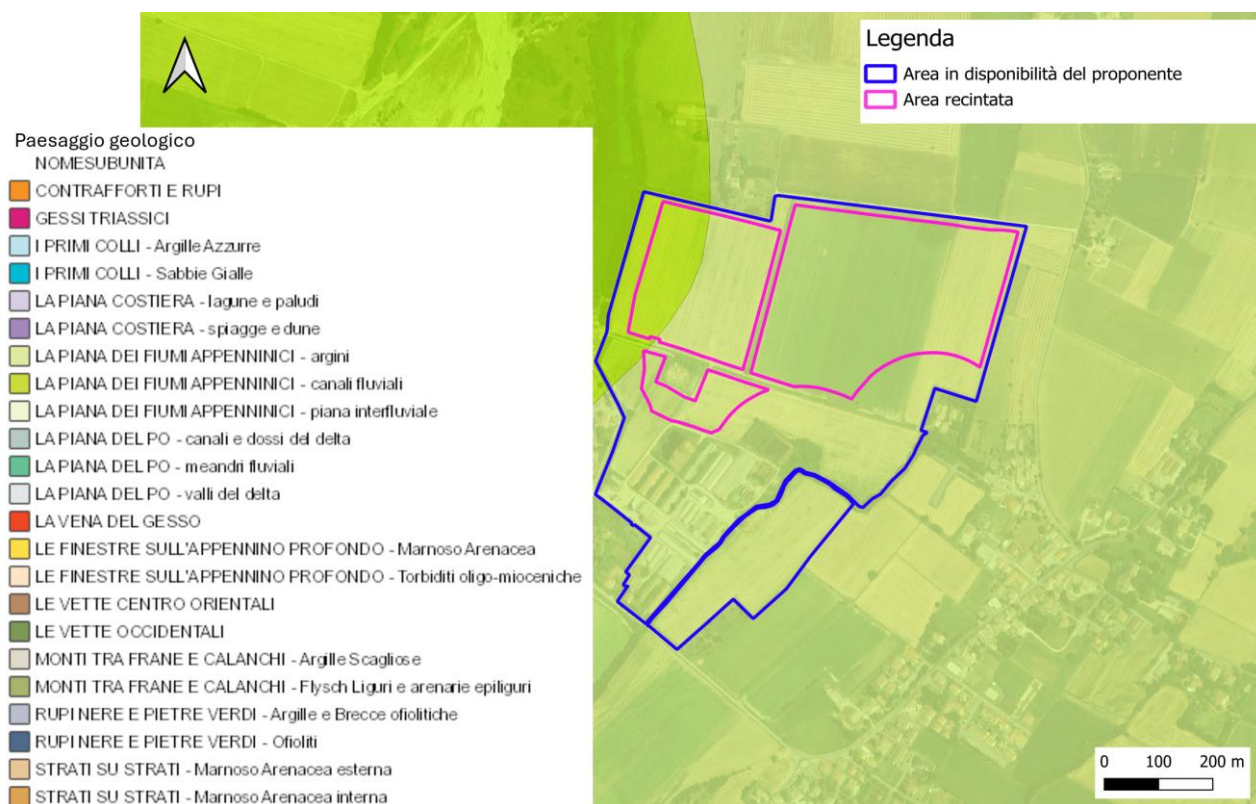 Legenda
Area in disponibilità del proponente
Area recintata
Paesaggio geologico
NOMESUBUNITA
CONTRAFFORTI E RUPI
GESSI TRIASSICI
I PRIMI COLLI - Argille Azzurre
I PRIMI COLLI - Sabbie Gialle
LA PIANA COSTIERA - lagune e paludi
LA PIANA COSTIERA - spiagge e dune
LA PIANA DEI FIUMI APPENNINICI - argini
LA PIANA DEI FIUMI APPENNINICI - canali fluviali
LA PIANA DEI FIUMI APPENNINICI - piana interfluviale
LA PIANA DEL PO - canali e dossi del delta
LA PIANA DEL PO - meandri fluviali
LA PIANA DEL PO - valli del delta
LA VENA DEL GESSO
LE FINESTRE SULL'APPENNINO PROFONDO - Marnoso Arenacea
LE FINESTRE SULL'APPENNINO PROFONDO - Torbiditi oligo-mioceniche
LE VETTE CENTRO ORIENTALI
LE VETTE OCCIDENTALI
MONTI TRA FRANE E CALANCHI - Argille Scagliose
MONTI TRA FRANE E CALANCHI - Flysch Liguri e arenarie epiliguri
RUPI NERE E PIETRE VERDI - Argille e Brecce ofiolitiche
RUPI NERE E PIETRE VERDI - Ofioliti
STRATI SU STRATI - Marnoso Arenacea esterna
STRATI SU STRATI - Marnoso Arenacea interna
0 100 200 m